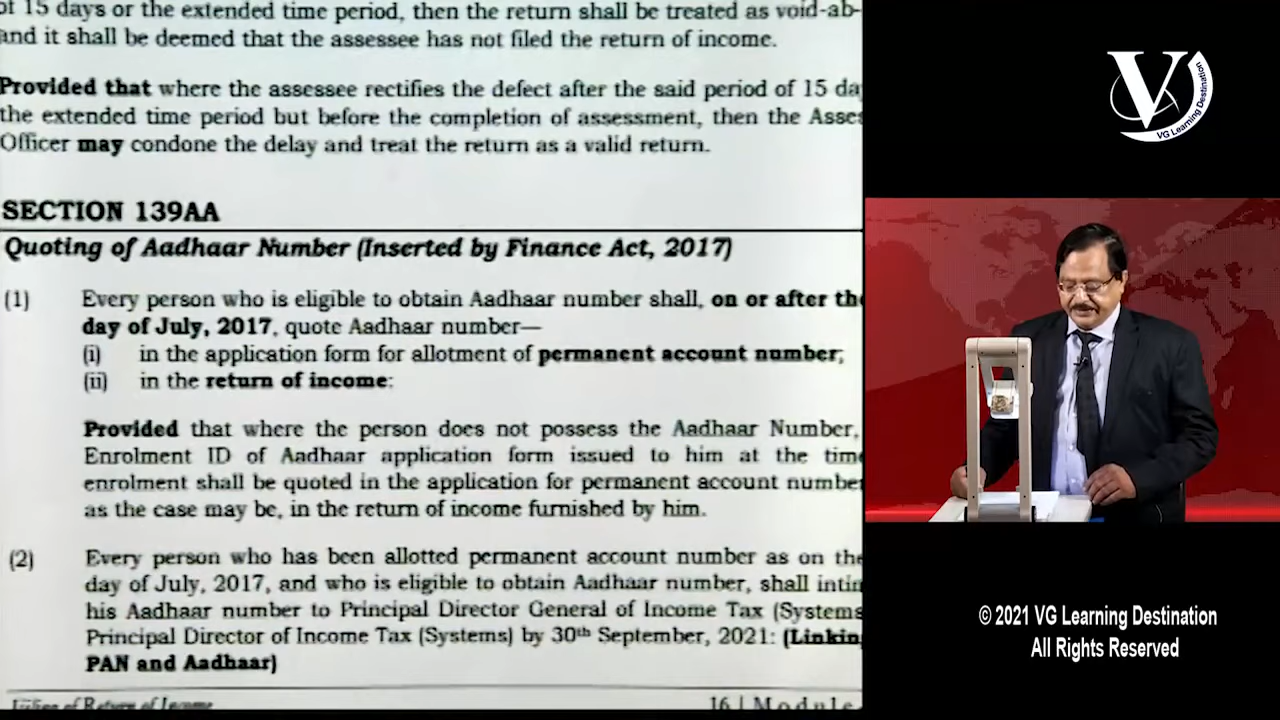 of 15 days or the extended time period, then the return shall be treated as void-ab-
and it shall be deemed that the assessee has not filed the return of income.
Provided that where the assessee rectifies the defect after the said period of 15 da
the extended time period but before the completion of assessment, then the Asses
Officer may condone the delay and treat the return as a valid return.
SECTION 139AA
Quoting of Aadhaar Number (Inserted by Finance Act, 2017)
(1) Every person who is eligible to obtain Aadhaar number shall, on or after the
day of July, 2017, quote Aadhaar number—
(i) in the application form for allotment of permanent account number;
(ii) in the return of income:
Provided that where the person does not possess the Aadhaar Number,
Enrolment ID of Aadhaar application form issued to him at the time
enrolment shall be quoted in the application for permanent account number
as the case may be, in the return of income furnished by him.
(2) Every person who has been allotted permanent account number as on the
day of July, 2017, and who is eligible to obtain Aadhaar number, shall intim
his Aadhaar number to Principal Director General of Income Tax (Systems
Principal Director of Income Tax (Systems) by 30th September, 2021: (Linkin
PAN and Aadhaar)
of Return of Income 16 | Module
V
VG Learning Destination
© 2021 VG Learning Destination
All Rights Reserved